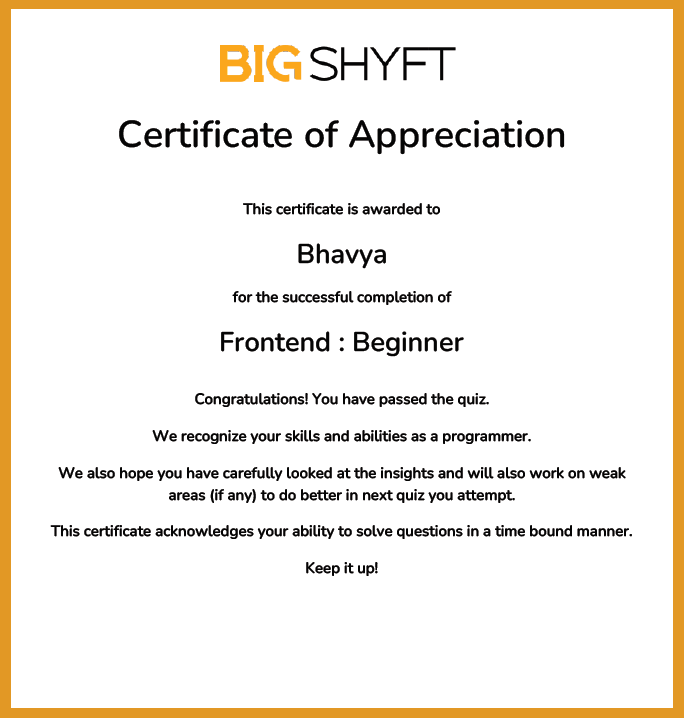 BIGSHYFT
Certificate of Appreciation
This certificate is awarded to
Bhavya
for the successful completion of
Frontend : Beginner
Congratulations! You have passed the quiz.
We recognize your skills and abilities as a programmer.
We also hope you have carefully looked at the insights and will also work on weak
areas (if any) to do better in next quiz you attempt.
This certificate acknowledges your ability to solve questions in a time bound manner.
Keep it up!